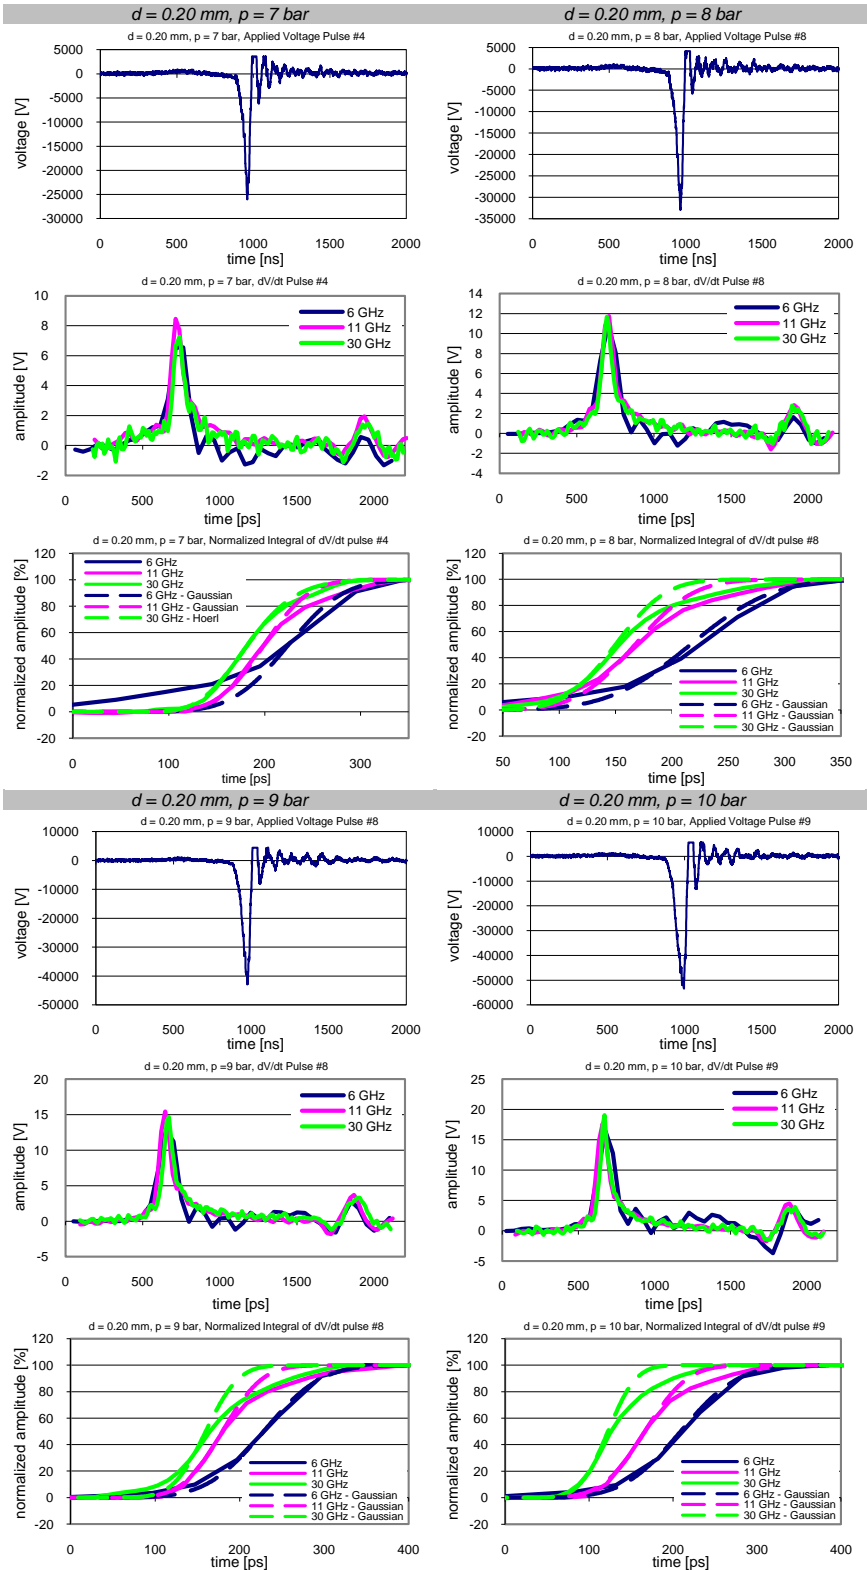 d = 0.20 mm, p = 7 bar
d = 0.20 mm, p = 7 bar, Applied Voltage Pulse #4
voltage [V]
5000
0
-5000
-10000
-15000
-20000
-25000
-30000
0 500 1000 1500 2000
time [ns]
d = 0.20 mm, p = 7 bar, dV/dt Pulse #4
amplitude [V]
10
8
6
4
2
0
-2
6 GHz
11 GHz
30 GHz
0 500 1000 1500 2000
time [ps]
d = 0.20 mm, p = 7 bar, Normalized Integral of dV/dt pulse #4
normalized amplitude [%]
120
100
80
60
40
20
0
-20
6 GHz
11 GHz
30 GHz
6 GHz - Gaussian
11 GHz - Gaussian
30 GHz - Hoerl
0 100 200 300
time [ps]
d = 0.20 mm, p = 8 bar
d = 0.20 mm, p = 8 bar, Applied Voltage Pulse #8
voltage [V]
5000
0
-5000
-10000
-15000
-20000
-25000
-30000
-35000
0 500 1000 1500 2000
time [ns]
d = 0.20 mm, p = 8 bar, dV/dt Pulse #8
amplitude [V]
14
12
10
8
6
4
2
0
-2
-4
6 GHz
11 GHz
30 GHz
0 500 1000 1500 2000
time [ps]
d = 0.20 mm, p = 8 bar, Normalized Integral of dV/dt pulse #8
normalized amplitude [%]
120
100
80
60
40
20
0
-20
6 GHz
11 GHz
30 GHz
6 GHz - Gaussian
11 GHz - Gaussian
30 GHz - Gaussian
50 100 150 200 250 300 350
time [ps]
d = 0.20 mm, p = 9 bar
d = 0.20 mm, p = 9 bar, Applied Voltage Pulse #8
voltage [V]
10000
0
-10000
-20000
-30000
-40000
-50000
0 500 1000 1500 2000
time [ns]
d = 0.20 mm, p =9 bar, dV/dt Pulse #8
amplitude [V]
20
15
10
5
0
-5
6 GHz
11 GHz
30 GHz
0 500 1000 1500 2000
time [ps]
d = 0.20 mm, p = 9 bar, Normalized Integral of dV/dt pulse #8
normalized amplitude [%]
120
100
80
60
40
20
0
-20
6 GHz
11 GHz
30 GHz
6 GHz - Gaussian
11 GHz - Gaussian
30 GHz - Gaussian
0 100 200 300 400
time [ps]
d = 0.20 mm, p = 10 bar
d = 0.20 mm, p = 10 bar, Applied Voltage Pulse #9
voltage [V]
10000
0
-10000
-20000
-30000
-40000
-50000
-60000
0 500 1000 1500 2000
time [ns]
d = 0.20 mm, p = 10 bar, dV/dt Pulse #9
amplitude [V]
25
20
15
10
5
0
-5
6 GHz
11 GHz
30 GHz
0 500 1000 1500 2000
time [ps]
d = 0.20 mm, p = 10 bar, Normalized Integral of dV/dt pulse #9
normalized amplitude [%]
120
100
80
60
40
20
0
-20
6 GHz
11 GHz
30 GHz
6 GHz - Gaussian
11 GHz - Gaussian
30 GHz - Gaussian
0 100 200 300 400
time [ps]